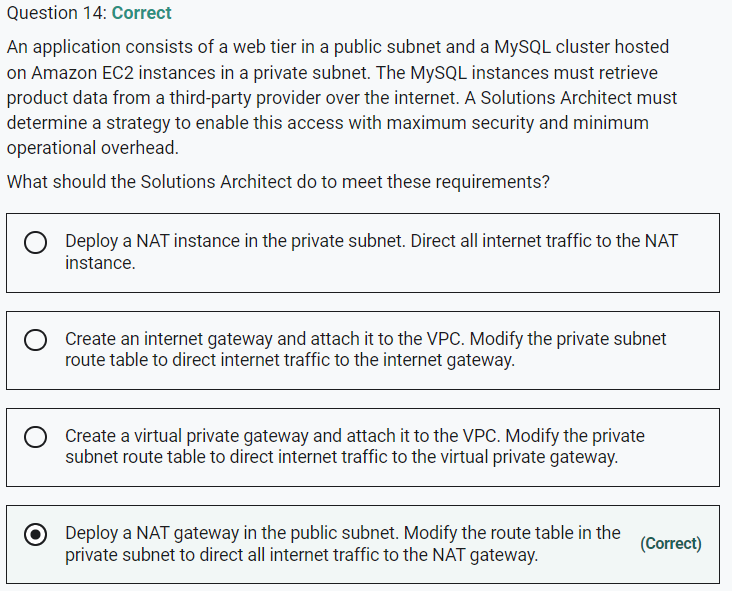 Question 14: Correct
An application consists of a web tier in a public subnet and a MySQL cluster hosted
on Amazon EC2 instances in a private subnet. The MySQL instances must retrieve
product data from a third-party provider over the internet. A Solutions Architect must
determine a strategy to enable this access with maximum security and minimum
operational overhead.
What should the Solutions Architect do to meet these requirements?
Deploy a NAT instance in the private subnet. Direct all internet traffic to the NAT
instance.
Create an internet gateway and attach it to the VPC. Modify the private subnet
route table to direct internet traffic to the internet gateway.
Create a virtual private gateway and attach it to the VPC. Modify the private
subnet route table to direct internet traffic to the virtual private gateway.
Deploy a NAT gateway in the public subnet. Modify the route table in the
private subnet to direct all internet traffic to the NAT gateway.
(Correct)